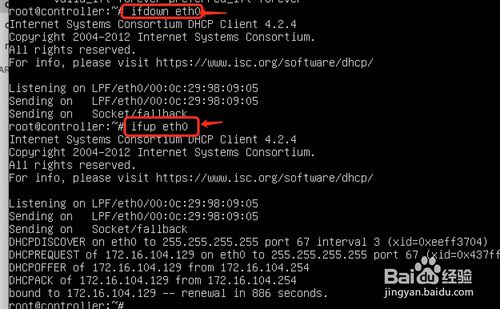 root@controller:~# ifdown eth0
Internet Systems Consortium DHCP Client 4.2.4
Copyright 2004-2012 Internet Systems Consortium.
All rights reserved.
For info, please visit https://www.isc.org/software/dhcp/
Listening on LPF/eth0/00:0c:29:98:09:05
Sending on   LPF/eth0/00:0c:29:98:09:05
Sending on   Socket/fallback
root@controller:~# ifup eth0
Internet Systems Consortium DHCP Client 4.2.4
Copyright 2004-2012 Internet Systems Consortium.
All rights reserved.
For info, please visit https://www.isc.org/software/dhcp/
Listening on LPF/eth0/00:0c:29:98:09:05
Sending on   LPF/eth0/00:0c:29:98:09:05
Sending on   Socket/fallback
DHCPDISCOVER on eth0 to 255.255.255.255 port 67 interval 3 (xid=0xeeff3704)
DHCPREQUEST of 172.16.104.129 on eth0 to 255.255.255.255 port 67 (xid=0x437ff
DHCPOFFER of 172.16.104.129 from 172.16.104.254
DHCPACK of 172.16.104.129 from 172.16.104.254
bound to 172.16.104.129 -- renewal in 886 seconds.
root@controller:~#
Baidu经验
jingyan.baidu.com